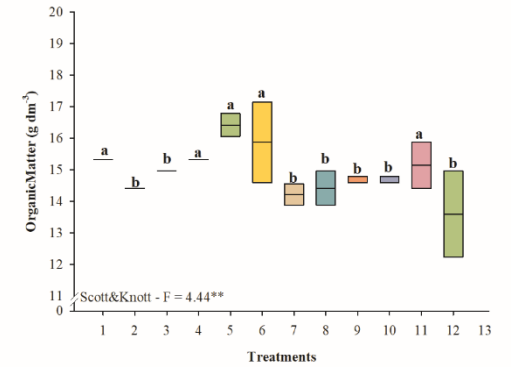 20
19
18
17
16
15
14
13
12
11
0
OrganicMatter (g dm⁻³)
a
b
b
a
a
a
b
b
b
b
a
b
Scott&Knott - F = 4.44**
1 2 3 4 5 6 7 8 9 10 11 12 13
Treatments